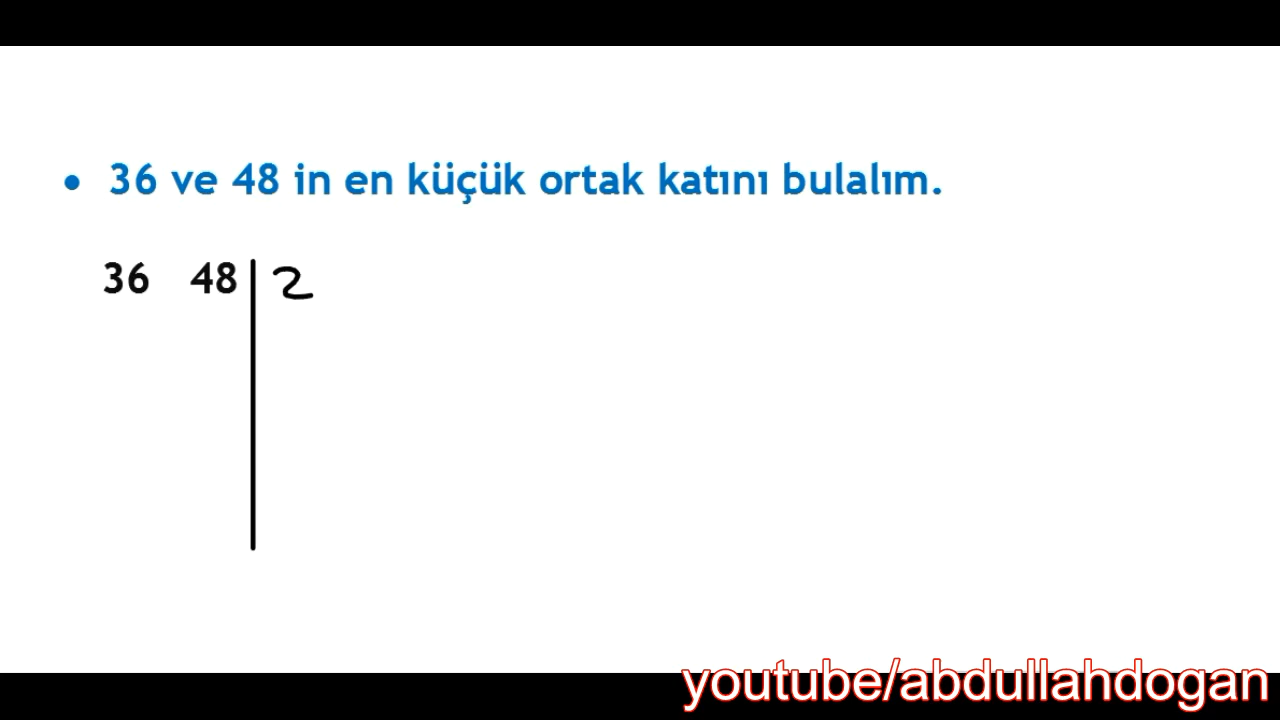 • 36 ve 48 in en küçük ortak katını bulalım.
36 48 | 2
youtube/abdullahdogan